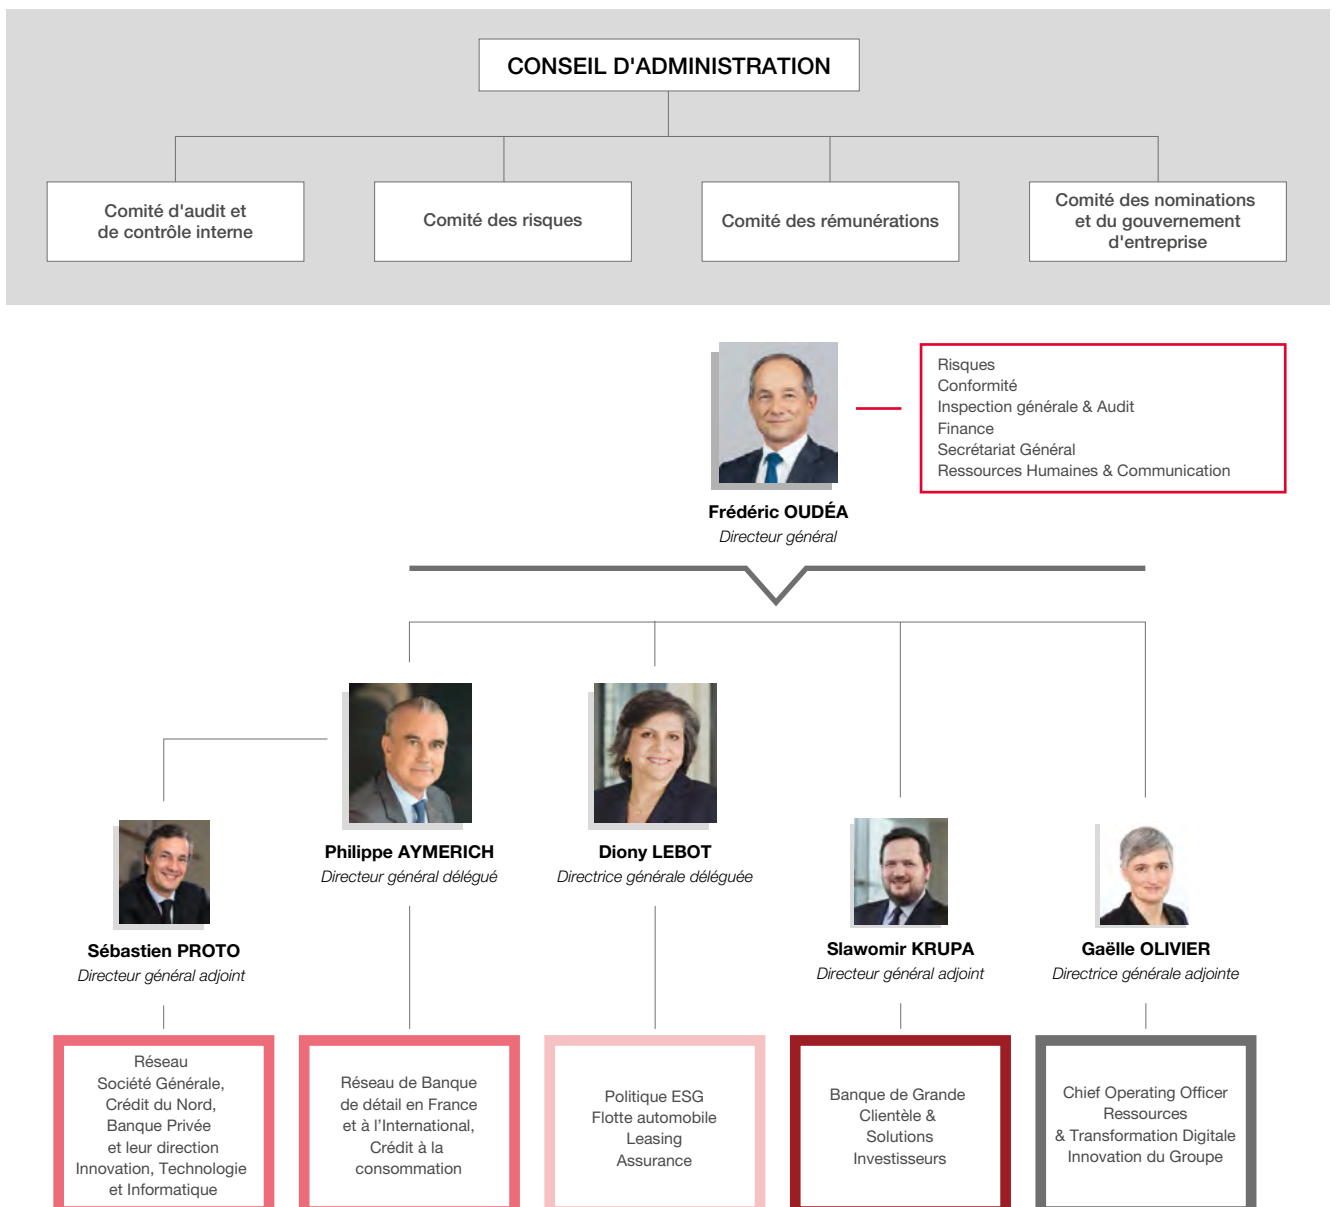 CONSEIL D'ADMINISTRATION
Comité d'audit et
de contrôle interne
Comité des risques
Comité des rémunérations
Comité des nominations
et du gouvernement
d'entreprise
Risques
Conformité
Inspection générale & Audit
Finance
Secrétariat Général
Ressources Humaines & Communication
Frédéric OUDÉA
Directeur général
Philippe AYMERICH
Directeur général délégué
Diony LEBOT
Directrice générale déléguée
Sébastien PROTO
Directeur général adjoint
Slawomir KRUPA
Directeur général adjoint
Gaëlle OLIVIER
Directrice générale adjointe
Réseau
Société Générale,
Crédit du Nord,
Banque Privée
et leur direction
Innovation, Technologie
et Informatique
Réseau de Banque
de détail en France
et à l'International,
Crédit à la
consommation
Politique ESG
Flotte automobile
Leasing
Assurance
Banque de Grande
Clientèle &
Solutions
Investisseurs
Chief Operating Officer
Ressources
& Transformation Digitale
Innovation du Groupe